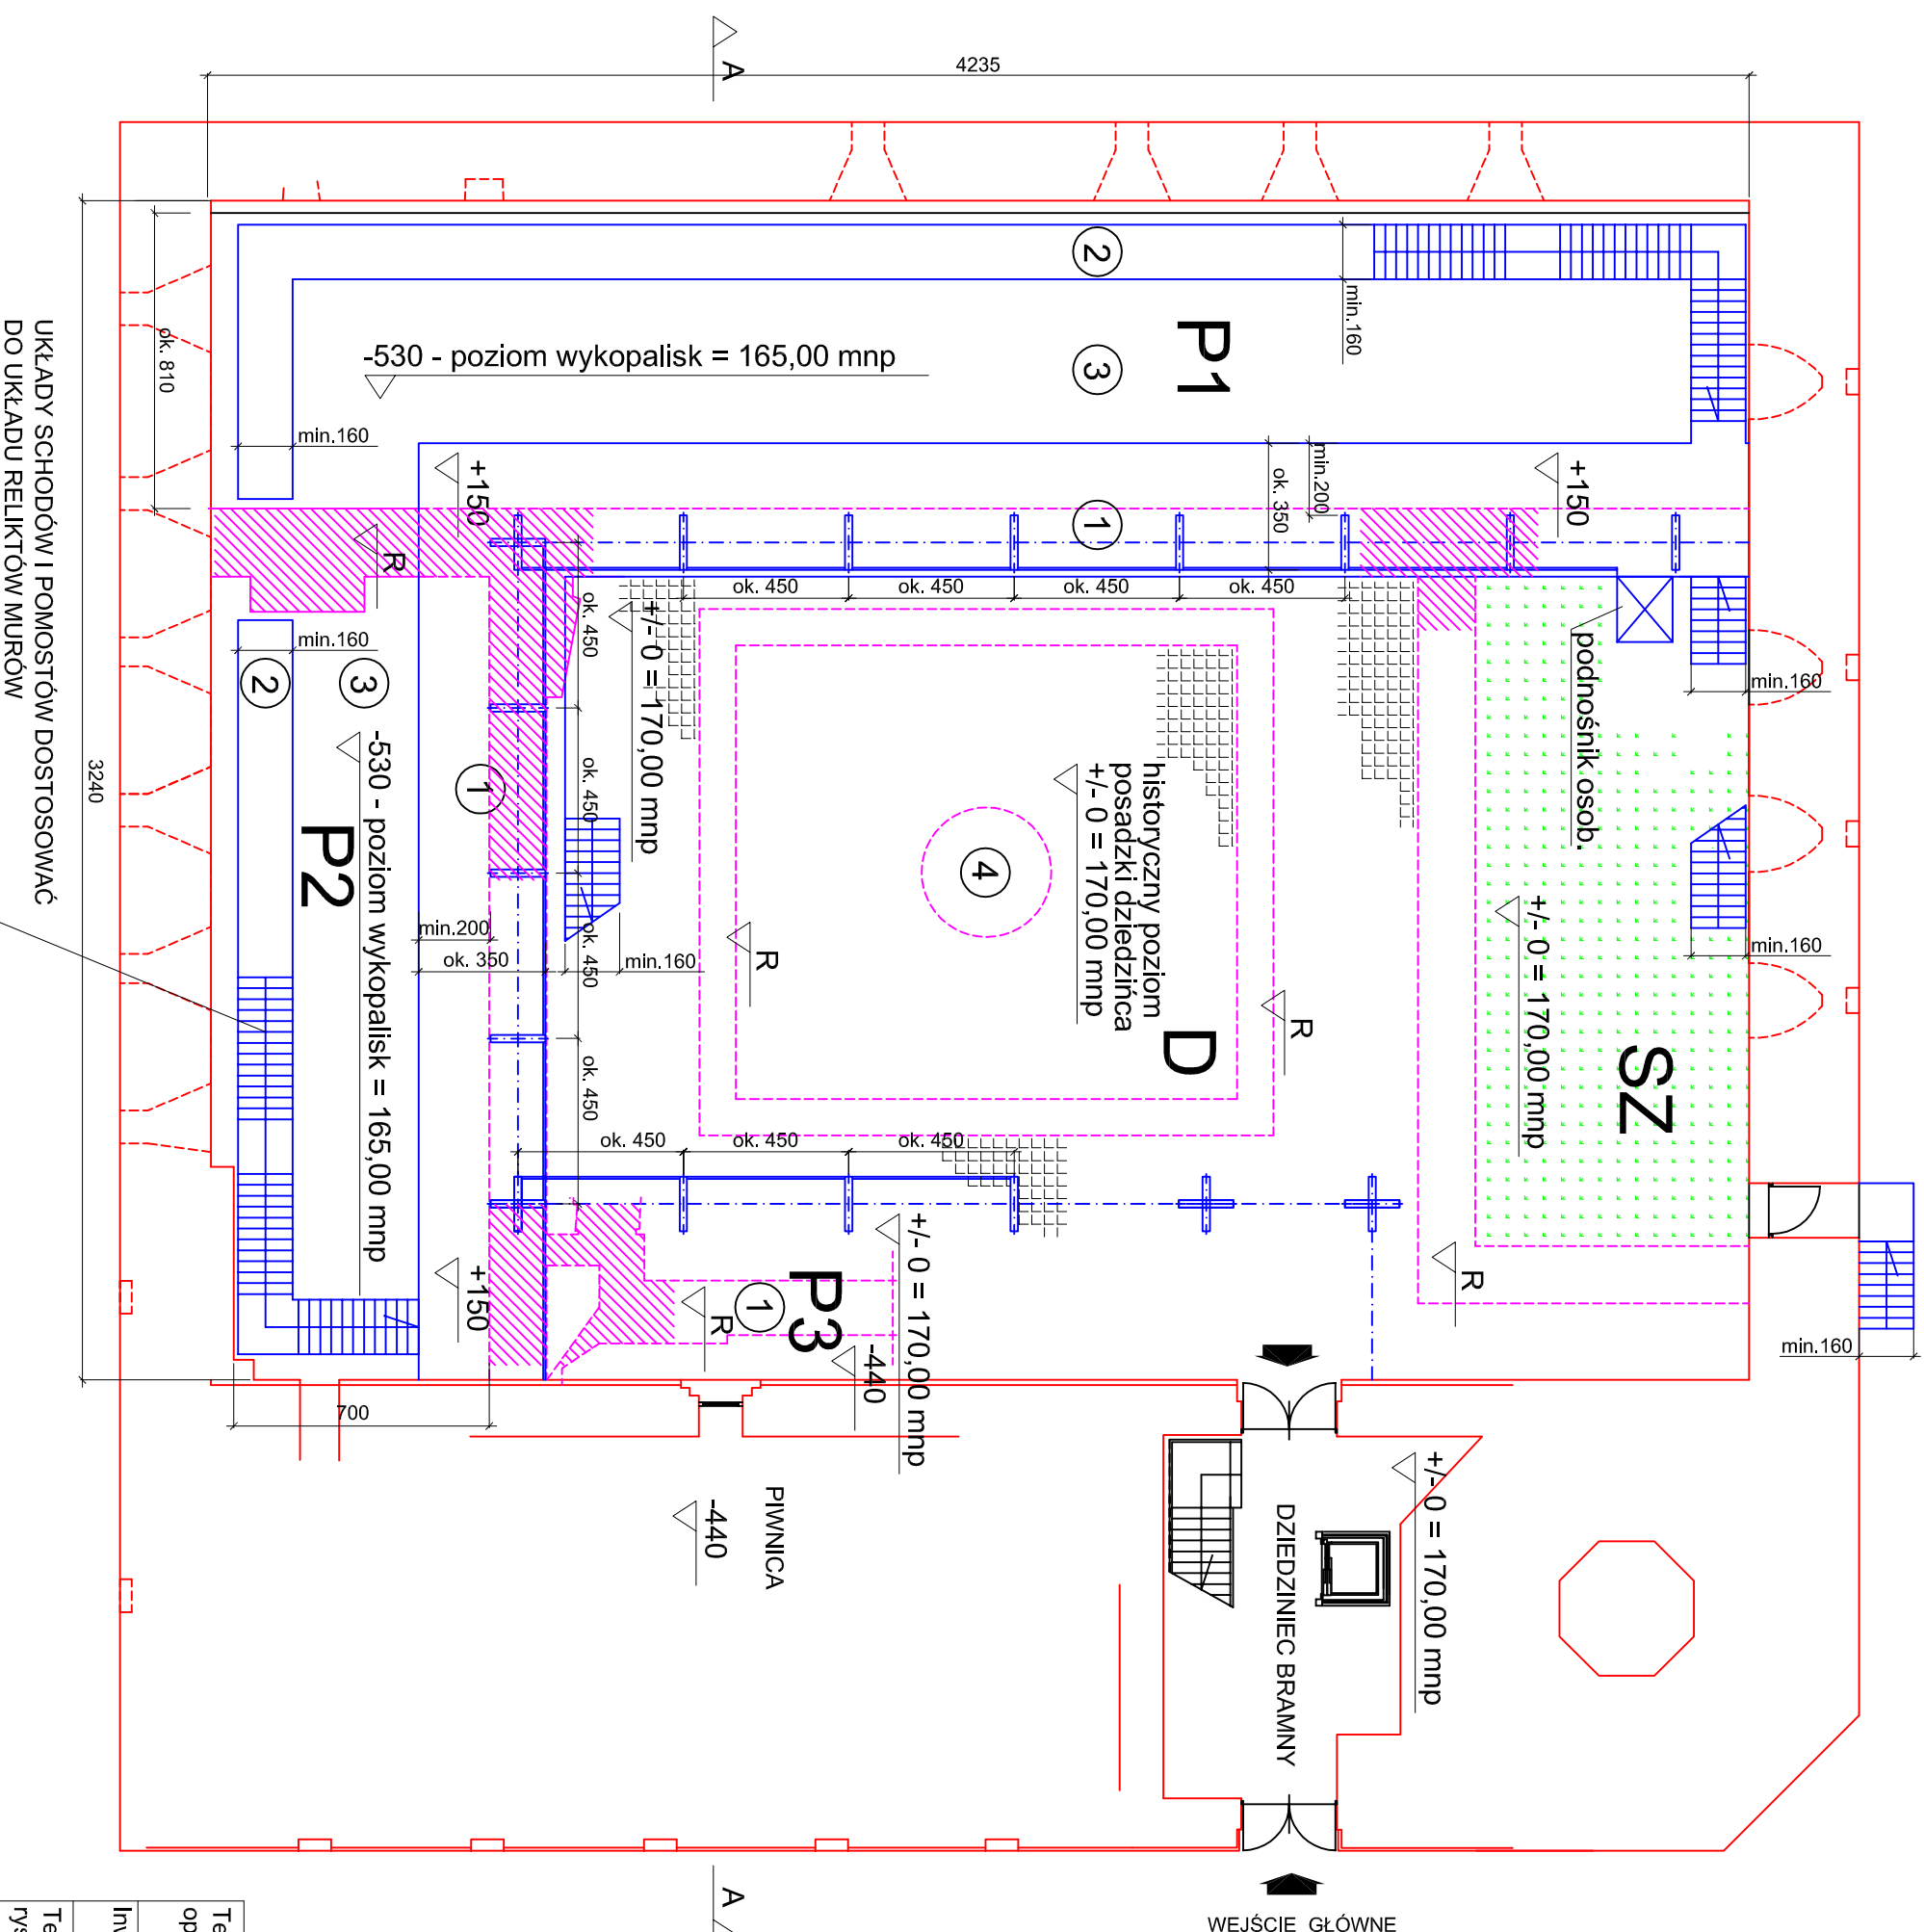 A
4235
2
min.160
P1
3
-530 - poziom wykopalisk = 165,00 mnp
ok. 810
min.160
+150
min.200
ok. 350
+150
1
R
ok. 450
ok. 450
ok. 450
ok. 450
ok. 450
+/- 0 = 170,00 mnp
podnośnik osob.
min.160
min.160
2
3
UKŁADY SCHODÓW I POMOSTÓW DOSTOSOWAĆ
DO UKŁADU RELIKTÓW MURÓW
3240
-530 - poziom wykopalisk = 165,00 mnp
P2
1
ok. 450
historyczny poziom
posadzki dziedzińca
+/- 0 = 170,00 mnp
4
D
+/- 0 = 170,00 mnp
SZ
min.160
min.200
ok. 350
ok. 450
min.160
R
R
ok. 450
ok. 450
ok. 450
ok. 450
+150
1
R
P3
+/- 0 = 170,00 mnp
-440
R
min.160
700
PIWNICA
-440
DZIEDZINIEC BRAMNY
+/- 0 = 170,00 mnp
A
WEJŚCIE GŁÓWNE